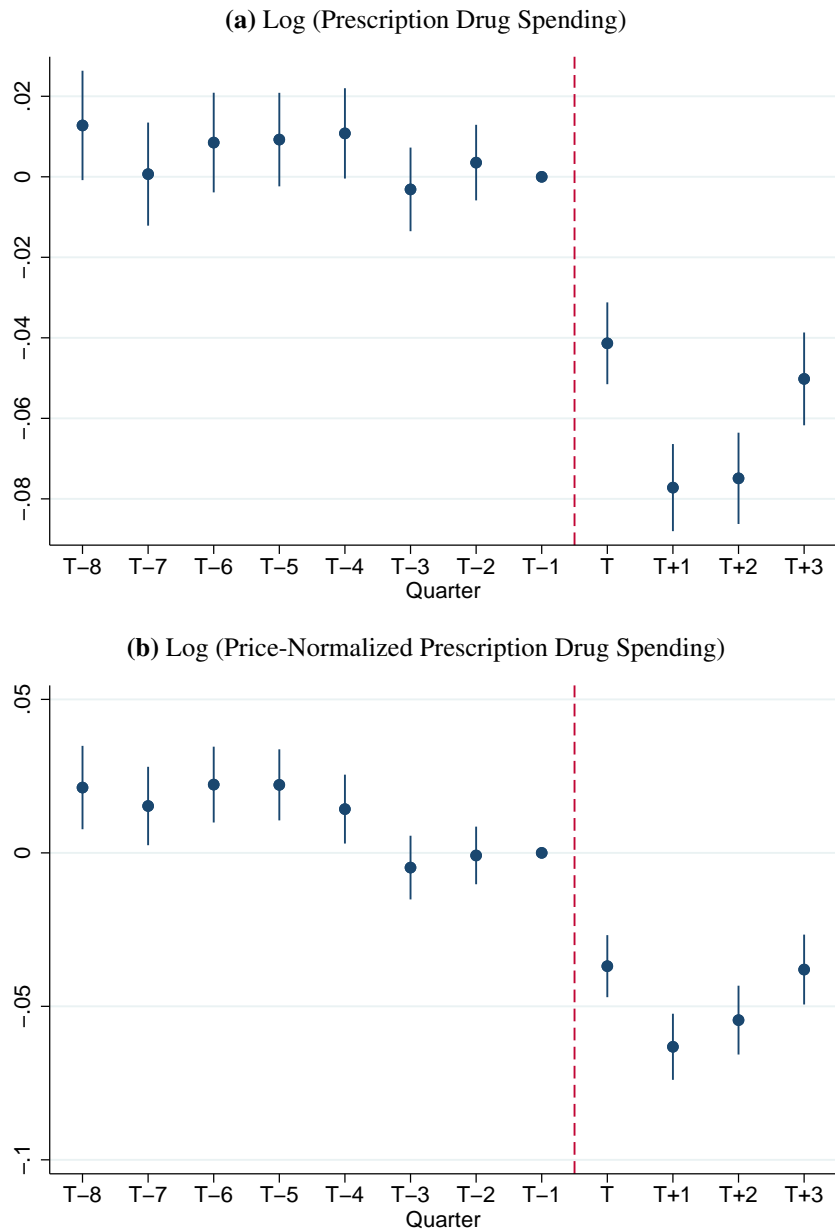 (a) Log (Prescription Drug Spending)
.02
0
−.02
−.04
−.06
−.08
T−8 T−7 T−6 T−5 T−4 T−3 T−2 T−1 T T+1 T+2 T+3
Quarter
(b) Log (Price-Normalized Prescription Drug Spending)
.05
0
−.05
−.1
T−8 T−7 T−6 T−5 T−4 T−3 T−2 T−1 T T+1 T+2 T+3
Quarter